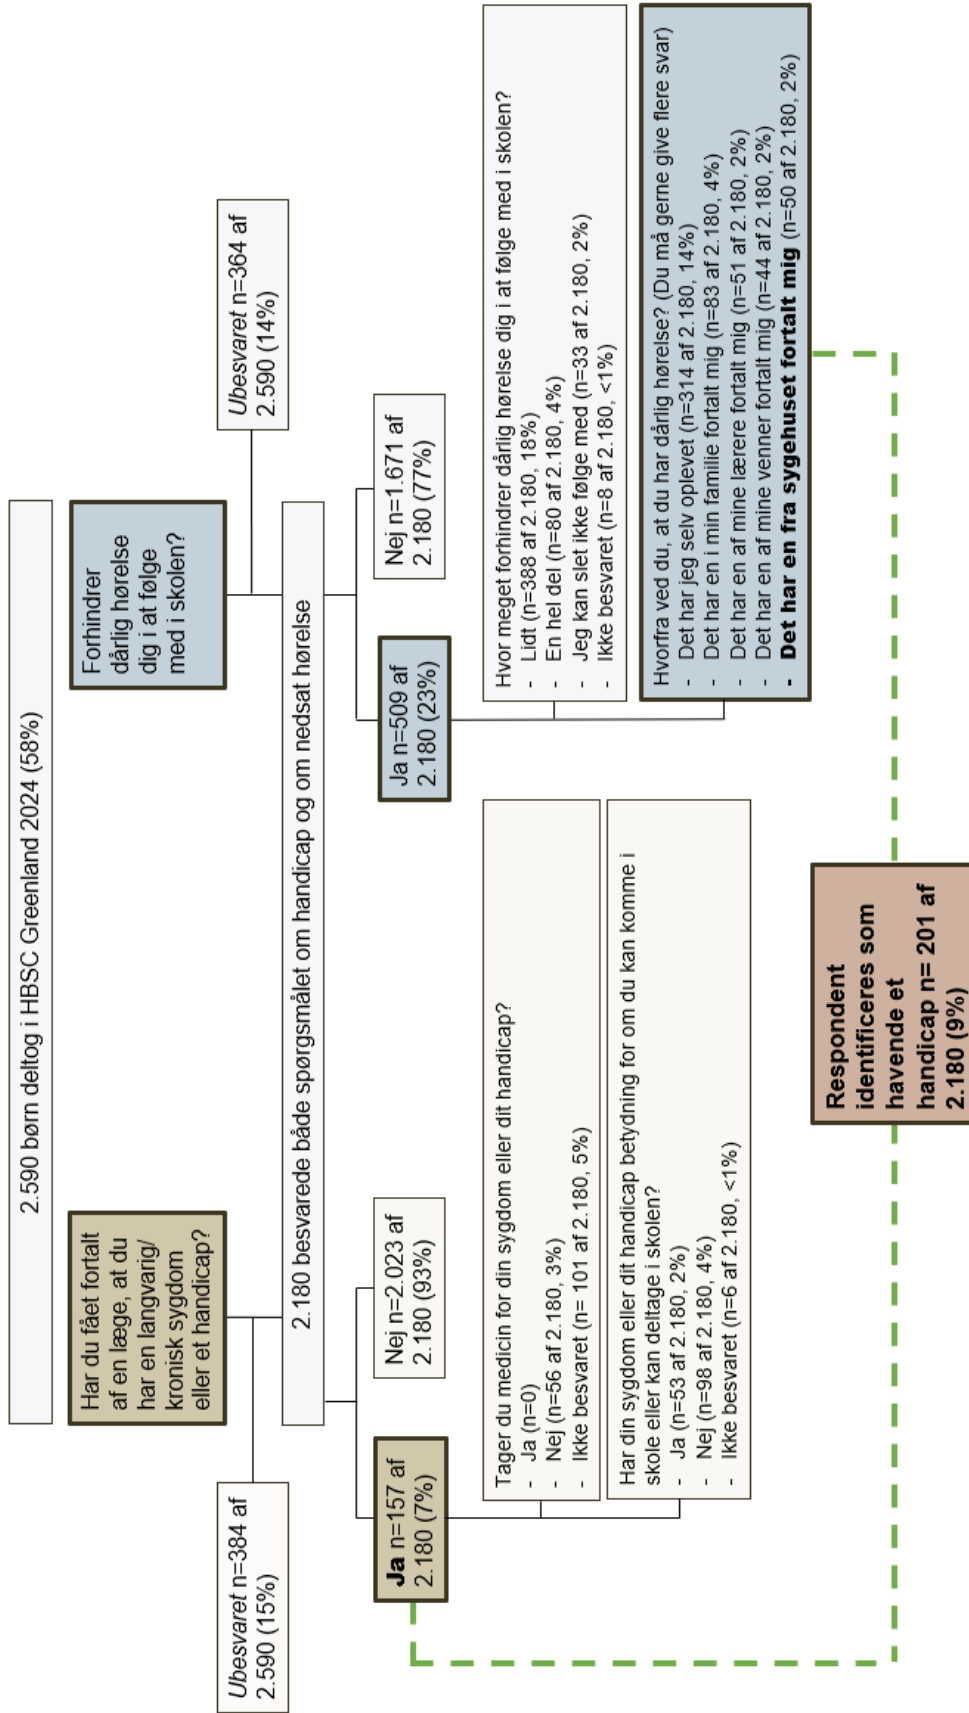 2.590 børn deltog i HBSC Greenland 2024 (58%)
Har du fået fortalt
af en læge, at du
har en langvarig/
kronisk sygdom
eller et handicap?
Forhindrer
dårlig hørelse
dig i at følge
med i skolen?
Ubesvaret n=384 af
2.590 (15%)
Ubesvaret n=364 af
2.590 (14%)
2.180 besvarede både spørgsmålet om handicap og om nedsat hørelse
Ja n=157 af
2.180 (7%)
Nej n=2.023 af
2.180 (93%)
Ja n=509 af
2.180 (23%)
Nej n=1.671 af
2.180 (77%)
Tager du medicin for din sygdom eller dit handicap?
- Ja (n=0)
- Nej (n=56 af 2.180, 3%)
- Ikke besvaret (n= 101 af 2.180, 5%)
Har din sygdom eller dit handicap betydning for om du kan komme i
skole eller kan deltage i skolen?
- Ja (n=53 af 2.180, 2%)
- Nej (n=98 af 2.180, 4%)
- Ikke besvaret (n=6 af 2.180, <1%)
Hvor meget forhindrer dårlig hørelse dig i at følge med i skolen?
- Lidt (n=388 af 2.180, 18%)
- En hel del (n=80 af 2.180, 4%)
- Jeg kan slet ikke følge med (n=33 af 2.180, 2%)
- Ikke besvaret (n=8 af 2.180, <1%)
Hvorfra ved du, at du har dårlig hørelse? (Du må gerne give flere svar)
- Det har jeg selv oplevet (n=314 af 2.180, 14%)
- Det har en i min familie fortalt mig (n=83 af 2.180, 4%)
- Det har en af mine lærere fortalt mig (n=51 af 2.180, 2%)
- Det har en af mine venner fortalt mig (n=44 af 2.180, 2%)
- Det har en fra sygehuset fortalt mig (n=50 af 2.180, 2%)
Respondent
identificeres som
havende et
handicap n= 201 af
2.180 (9%)